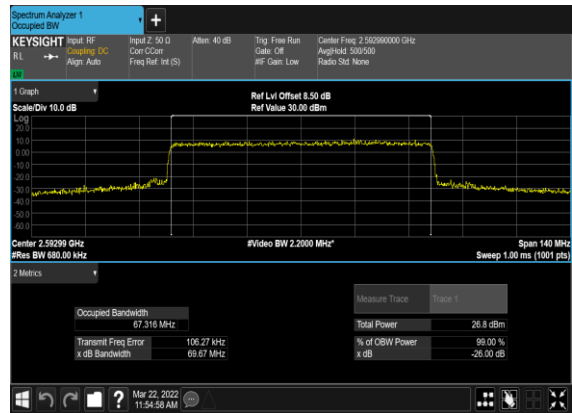 Spectrum Analyzer 1
Occupied BW
+
KEYSIGHT Input: RF Input Z: 50 Ω Atten: 40 dB Trig: Free Run Center Freq: 2.592990000 GHz
RL Coupling: DC Corr CCorr Gate: Off Avg|Hold: 500/500
Align: Auto Freq Ref: Int (S) #IF Gain: Low Radio Std: None
LW
1 Graph
Ref Lvl Offset 8.50 dB
Scale/Div 10.0 dB Ref Value 30.00 dBm
Log
20.0
10.0
0.00
-10.0
-20.0
-30.0
-40.0
-50.0
-60.0
Center 2.59299 GHz #Video BW 2.2000 MHz* Span 140 MHz
#Res BW 680.00 kHz Sweep 1.00 ms (1001 pts)
2 Metrics
Measure Trace Trace 1
Occupied Bandwidth
67.316 MHz Total Power 26.8 dBm
Transmit Freq Error 106.27 kHz % of OBW Power 99.00 %
x dB Bandwidth 69.67 MHz x dB -26.00 dB
? Mar 22, 2022
11:54:58 AM